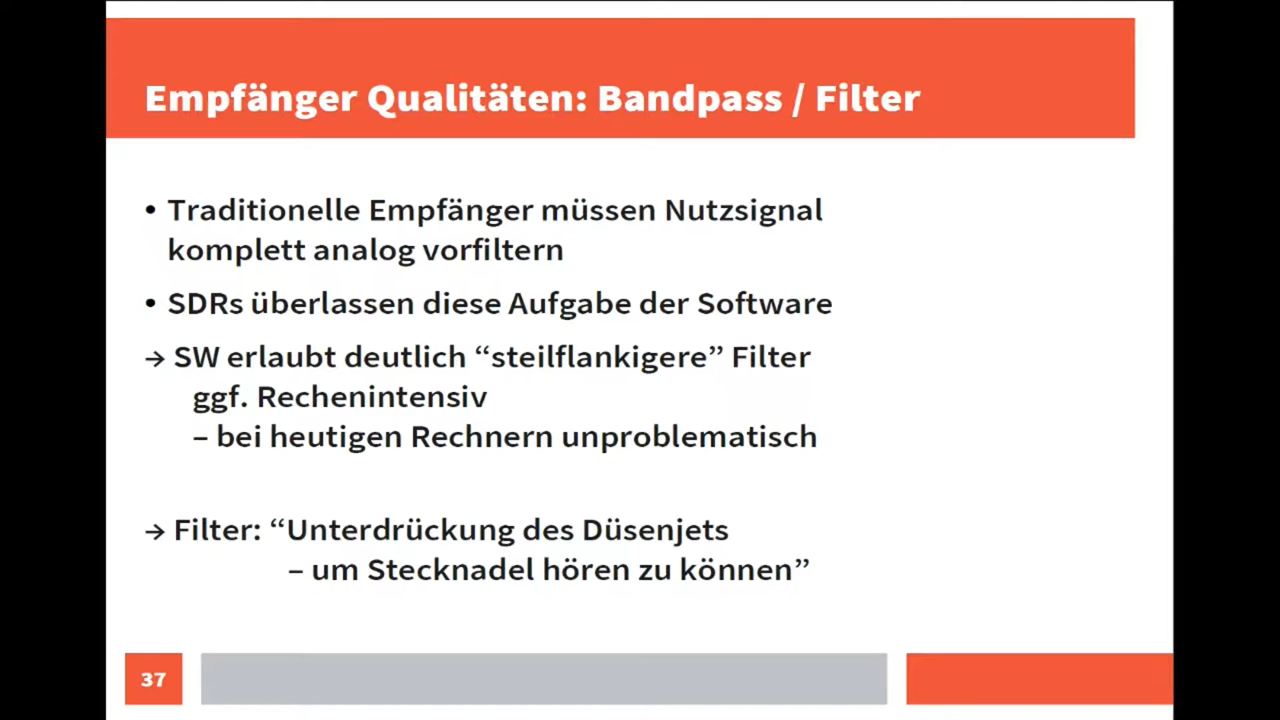 Empfänger Qualitäten: Bandpass / Filter
• Traditionelle Empfänger müssen Nutzsignal
komplett analog vorfiltern
• SDRs überlassen diese Aufgabe der Software
→ SW erlaubt deutlich “steilflankigere” Filter
ggf. Rechenintensiv
– bei heutigen Rechnern unproblematisch
→ Filter: “Unterdrückung des Düsenjets
– um Stecknadel hören zu können”
37